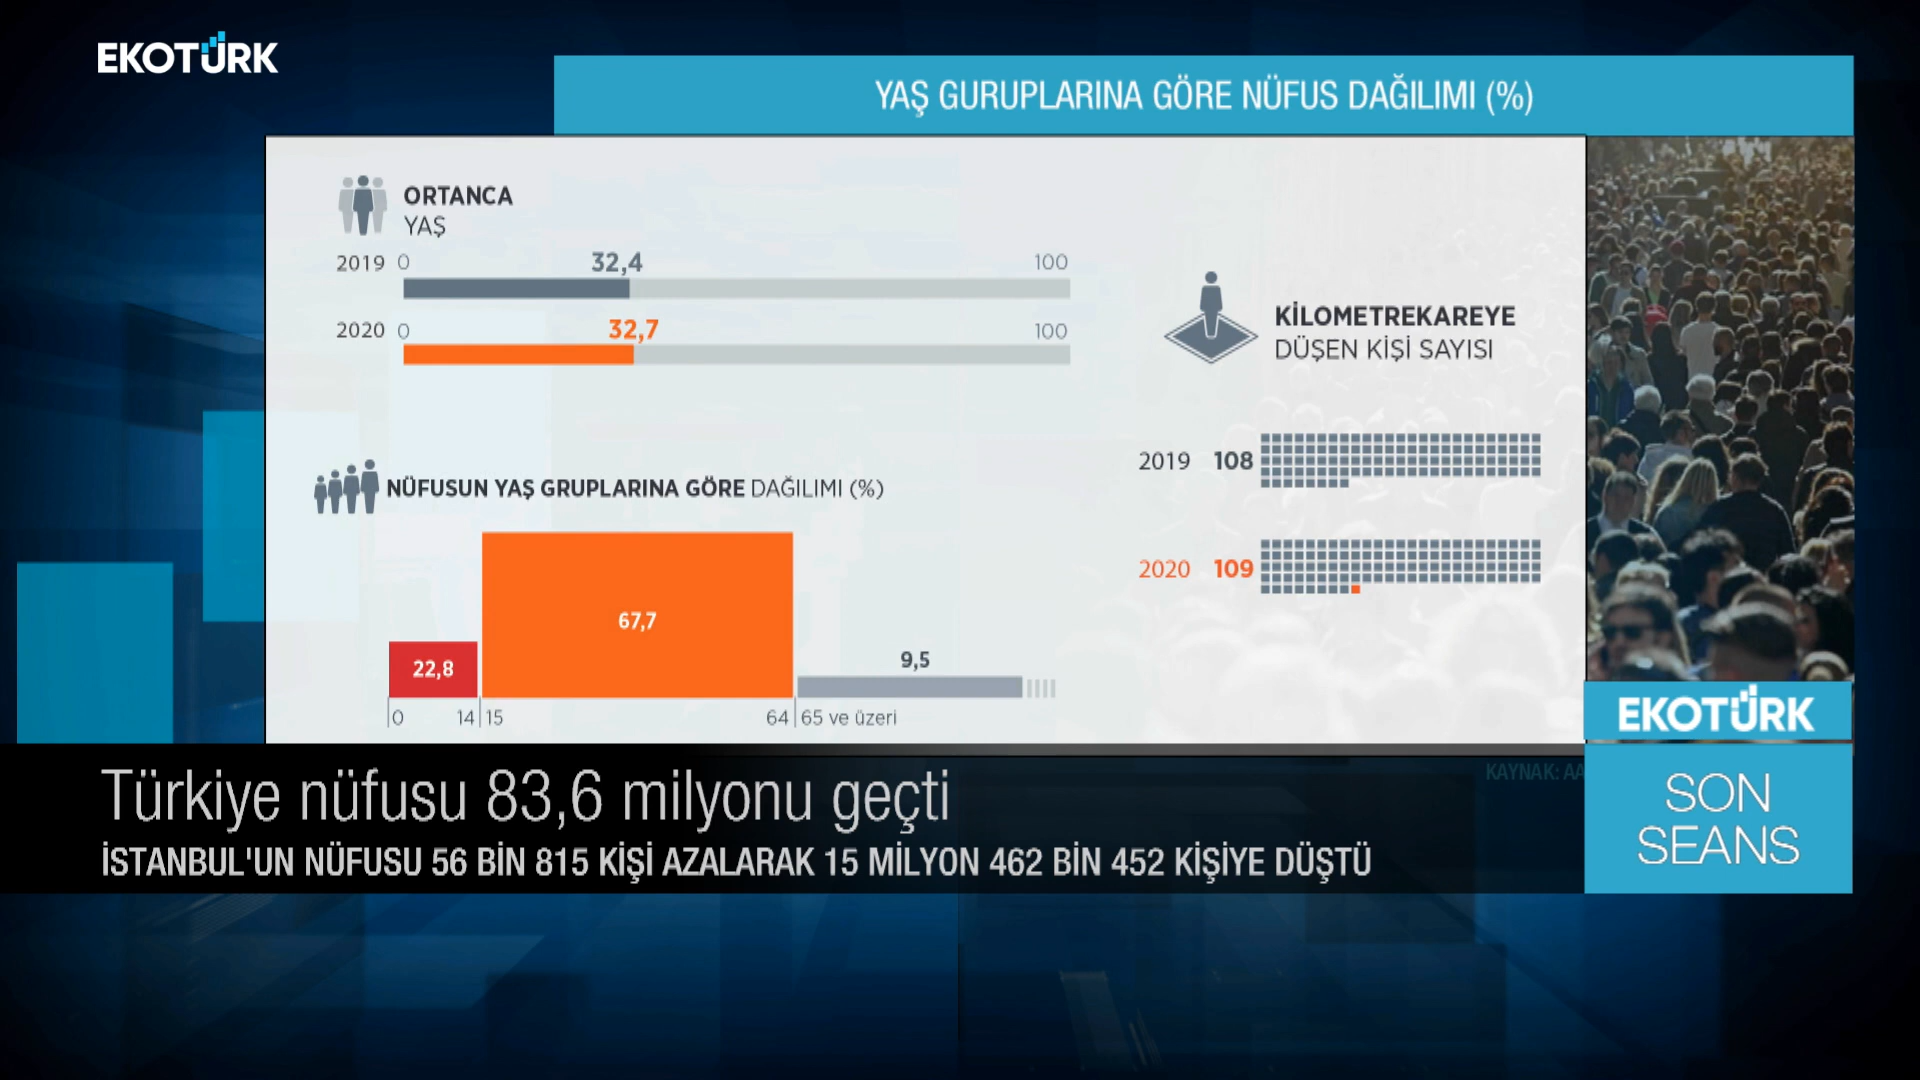 EKOTÜRK
YAŞ GURUPLARINA GÖRE NÜFUS DAĞILIMI (%)
ORTANCA
YAŞ
2019 0 32,4 100
2020 0 32,7 100
KİLOMETREKAREYE
DÜŞEN KİŞİ SAYISI
2019 108
2020 109
NÜFUSUN YAŞ GRUPLARINA GÖRE DAĞILIMI (%)
22,8
67,7
9,5
0 14 15 64 65 ve üzeri
EKOTÜRK
KAYNAK: AA
SON
SEANS
Türkiye nüfusu 83,6 milyonu geçti
İSTANBUL'UN NÜFUSU 56 BİN 815 KİŞİ AZALARAK 15 MİLYON 462 BİN 452 KİŞİYE DÜŞTÜ